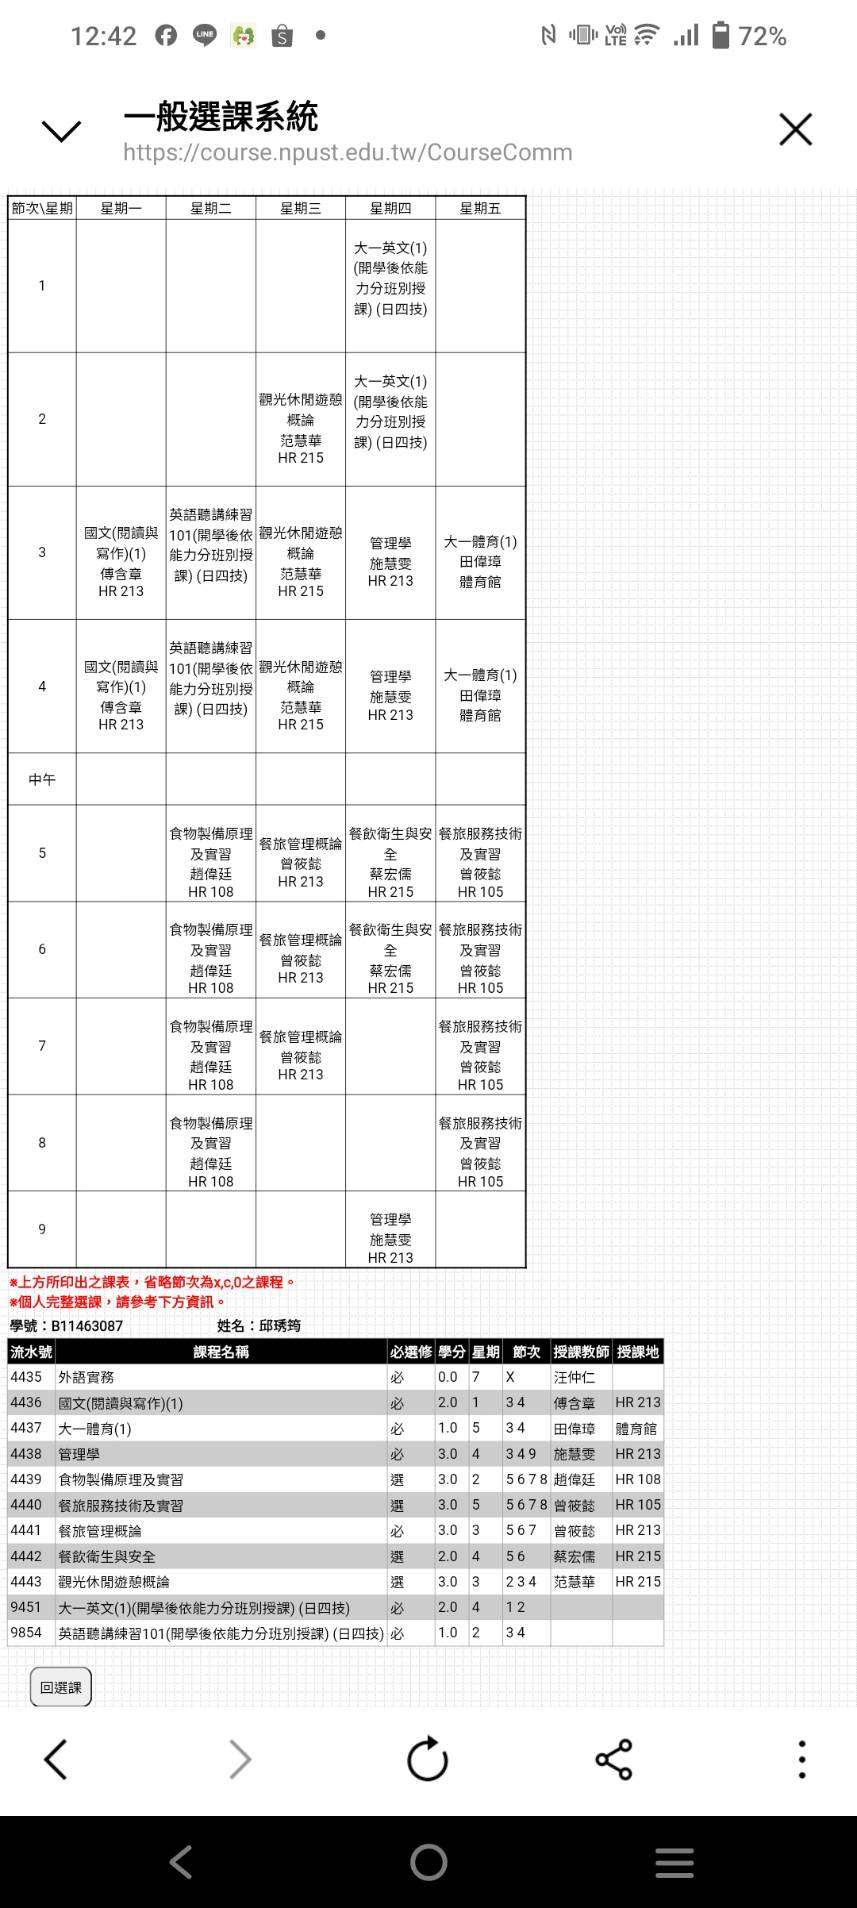 12:42
VoD LTE 72%
一般選課系統
https://course.npust.edu.tw/CourseComm
節次\星期 星期一 星期二 星期三 星期四 星期五
1
大一英文(1)
(開學後依能
力分班別授
課) (日四技)
2
觀光休閒遊憩
概論
范慧華
HR 215
大一英文(1)
(開學後依能
力分班別授
課) (日四技)
3
國文(閱讀與
寫作)(1)
傅含章
HR 213
英語聽講練習
101(開學後依
能力分班別授
課) (日四技)
觀光休閒遊憩
概論
范慧華
HR 215
管理學
施慧雯
HR 213
大一體育(1)
田偉璋
體育館
4
國文(閱讀與
寫作)(1)
傅含章
HR 213
英語聽講練習
101(開學後依
能力分班別授
課) (日四技)
觀光休閒遊憩
概論
范慧華
HR 215
管理學
施慧雯
HR 213
大一體育(1)
田偉璋
體育館
中午
5
食物製備原理
及實習
趙偉廷
HR 108
餐旅管理概論
曾筱懿
HR 213
餐飲衛生與安
全
蔡宏儒
HR 215
餐旅服務技術
及實習
曾筱懿
HR 105
6
食物製備原理
及實習
趙偉廷
HR 108
餐旅管理概論
曾筱懿
HR 213
餐飲衛生與安
全
蔡宏儒
HR 215
餐旅服務技術
及實習
曾筱懿
HR 105
7
食物製備原理
及實習
趙偉廷
HR 108
餐旅管理概論
曾筱懿
HR 213
餐旅服務技術
及實習
曾筱懿
HR 105
8
食物製備原理
及實習
趙偉廷
HR 108
餐旅服務技術
及實習
曾筱懿
HR 105
9
管理學
施慧雯
HR 213
※上方所印出之課表，省略節次為x,c,0之課程。
※個人完整選課，請參考下方資訊。
學號：B11463087 姓名：邱琇筠
流水號 課程名稱 必選修 學分 星期 節次 授課教師 授課地
4435 外語實務 必 0.0 7 X 汪仲仁
4436 國文(閱讀與寫作)(1) 必 2.0 1 3 4 傅含章 HR 213
4437 大一體育(1) 必 1.0 5 3 4 田偉璋 體育館
4438 管理學 必 3.0 4 3 4 9 施慧雯 HR 213
4439 食物製備原理及實習 選 3.0 2 5 6 7 8 趙偉廷 HR 108
4440 餐旅服務技術及實習 選 3.0 5 5 6 7 8 曾筱懿 HR 105
4441 餐旅管理概論 必 3.0 3 5 6 7 曾筱懿 HR 213
4442 餐飲衛生與安全 選 2.0 4 5 6 蔡宏儒 HR 215
4443 觀光休閒遊憩概論 選 3.0 3 2 3 4 范慧華 HR 215
9451 大一英文(1)(開學後依能力分班別授課) (日四技) 必 2.0 4 1 2
9854 英語聽講練習101(開學後依能力分班別授課) (日四技) 必 1.0 2 3 4
回選課